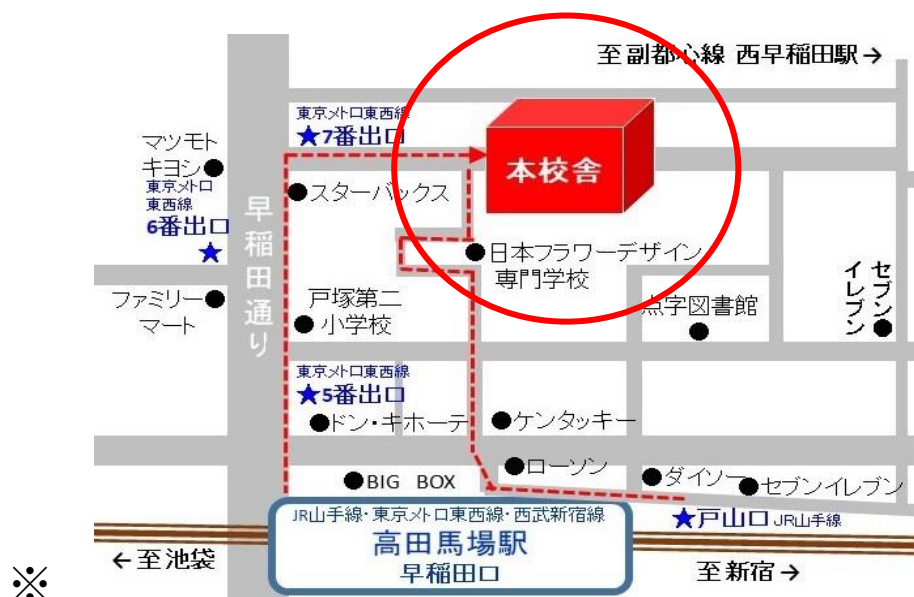 至副都心線 西早稲田駅→
東京メトロ東西線
★7番出口
マツモト
キヨシ●
東京メトロ
東西線
6番出口
★
本校舎
●スターバックス
早稲田通り
●日本フラワーデザイン
専門学校
ファミリー●
マート
戸塚第二
●小学校
点字図書館
●
セブン●
イレブン
東京メトロ東西線
★5番出口
●ドン・キホーテ
●ケンタッキー
●BIG BOX
●ローソン
●ダイソー
●セブンイレブン
★戸山口 JR山手線
JR山手線・東京メトロ東西線・西武新宿線
高田馬場駅
早稲田口
←至池袋
至新宿→
※